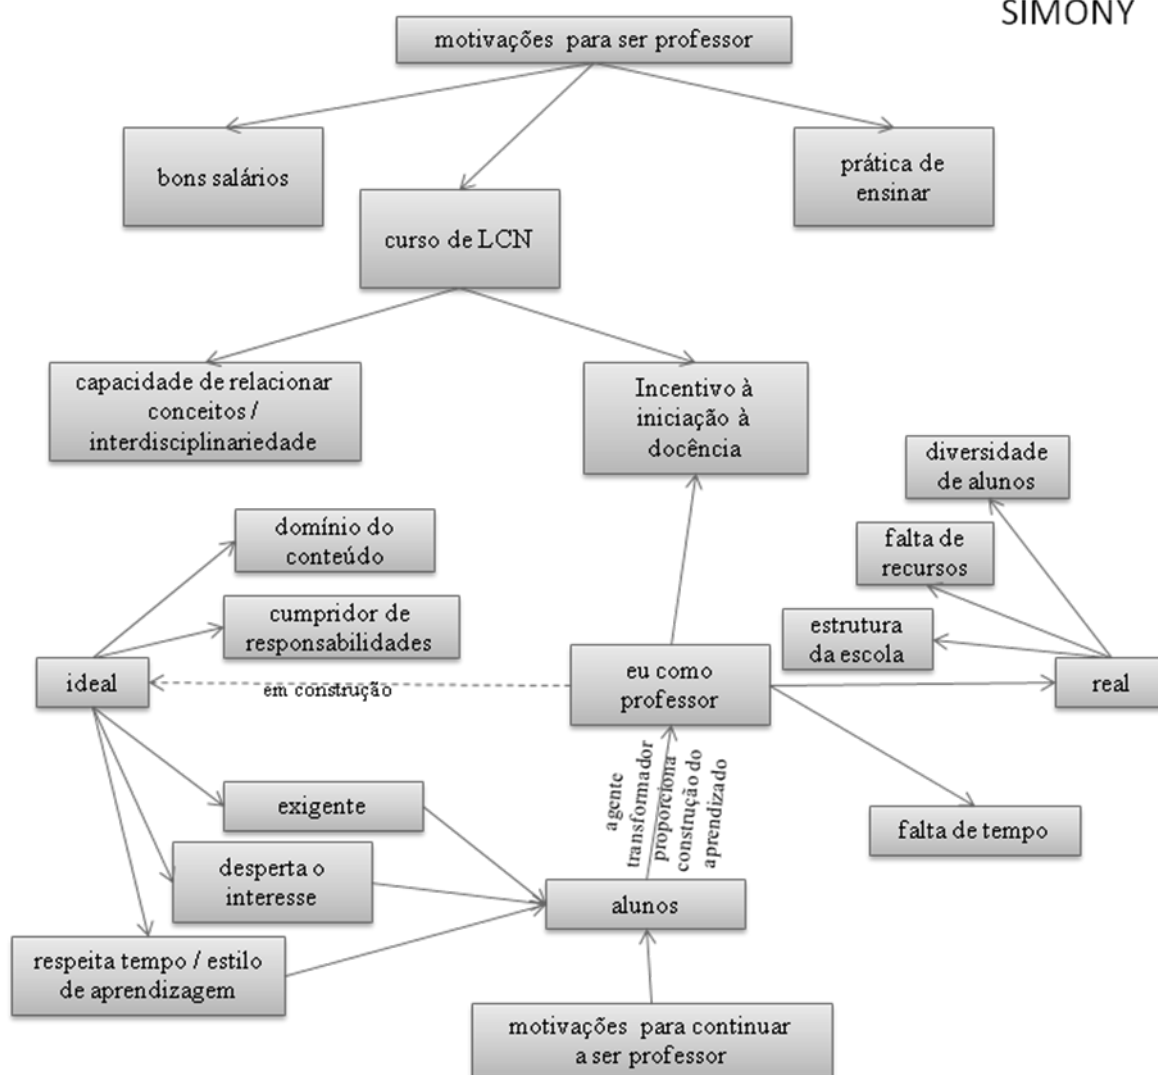 SIMONY
motivações para ser professor
bons salários
prática de
ensinar
curso de LCN
capacidade de relacionar
conceitos /
interdisciplinariedade
Incentivo à
iniciação à
docência
diversidade
de alunos
domínio do
conteúdo
falta de
recursos
cumpridor de
responsabilidades
estrutura
da escola
ideal
em construção
eu como
professor
real
agente
transformador
proporciona
construção do
aprendizado
exigente
falta de tempo
desperta o
interesse
alunos
respeita tempo / estilo
de aprendizagem
motivações para continuar
a ser professor